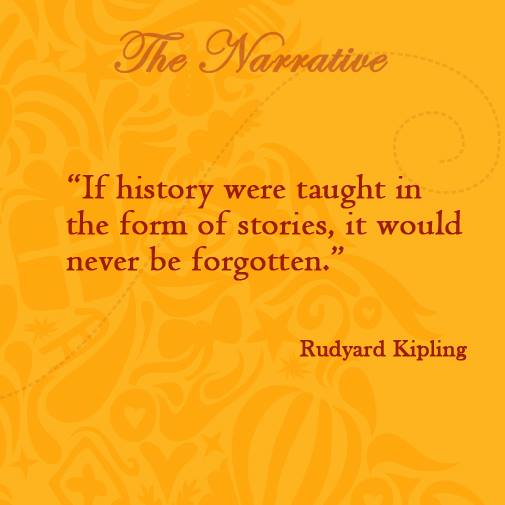 The Narrative
“If history were taught in
the form of stories, it would
never be forgotten.”
Rudyard Kipling